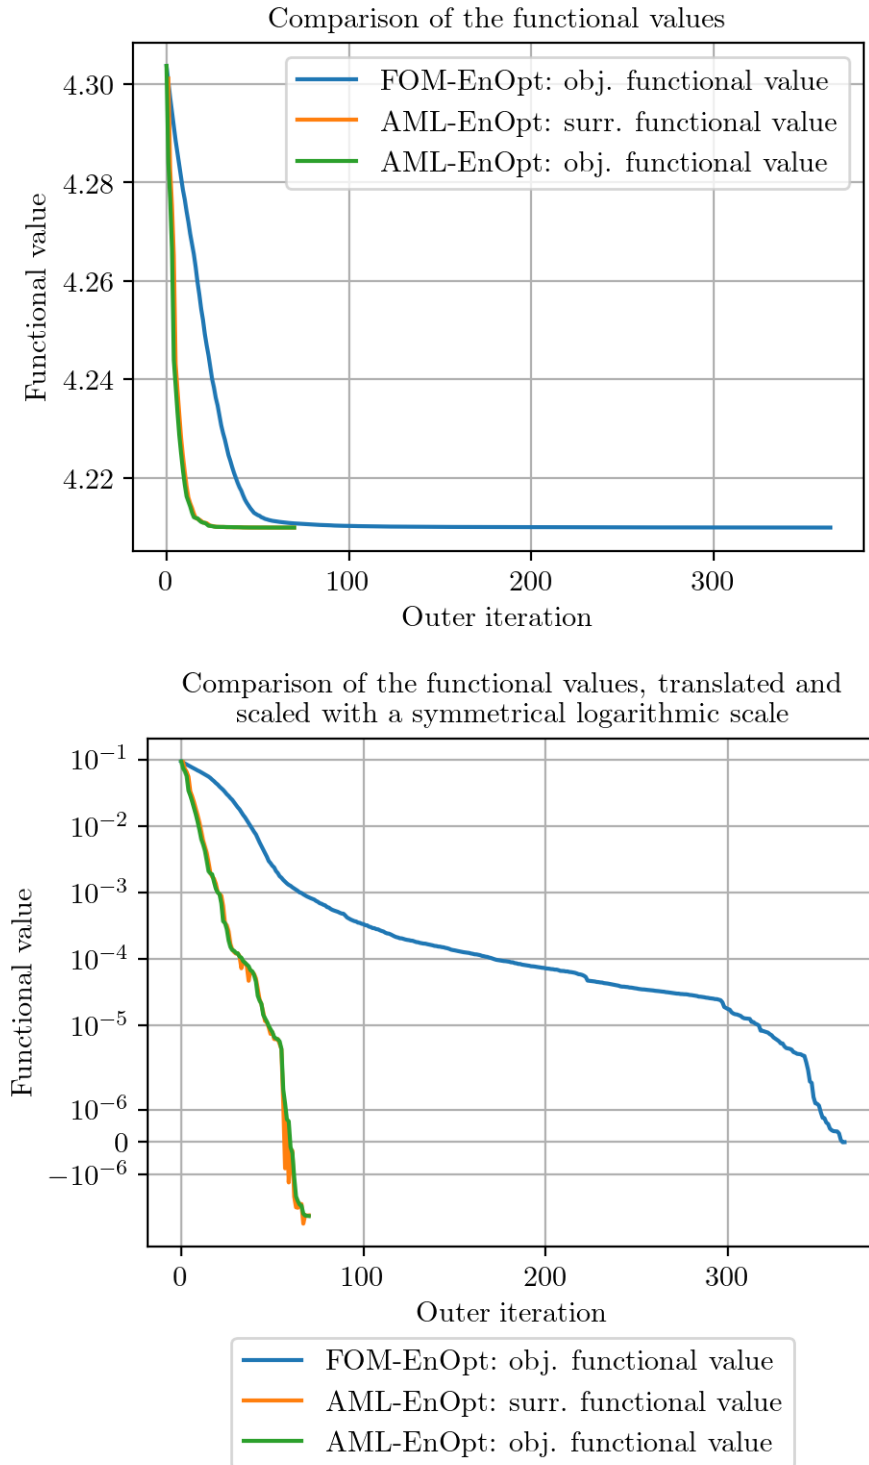 Comparison of the functional values
4.30
4.28
4.26
4.24
4.22
Functional value
FOM-EnOpt: obj. functional value
AML-EnOpt: surr. functional value
AML-EnOpt: obj. functional value
0 100 200 300
Outer iteration
Comparison of the functional values, translated and
scaled with a symmetrical logarithmic scale
10⁻¹
10⁻²
10⁻³
10⁻⁴
10⁻⁵
10⁻⁶
0
−10⁻⁶
Functional value
0 100 200 300
Outer iteration
FOM-EnOpt: obj. functional value
AML-EnOpt: surr. functional value
AML-EnOpt: obj. functional value